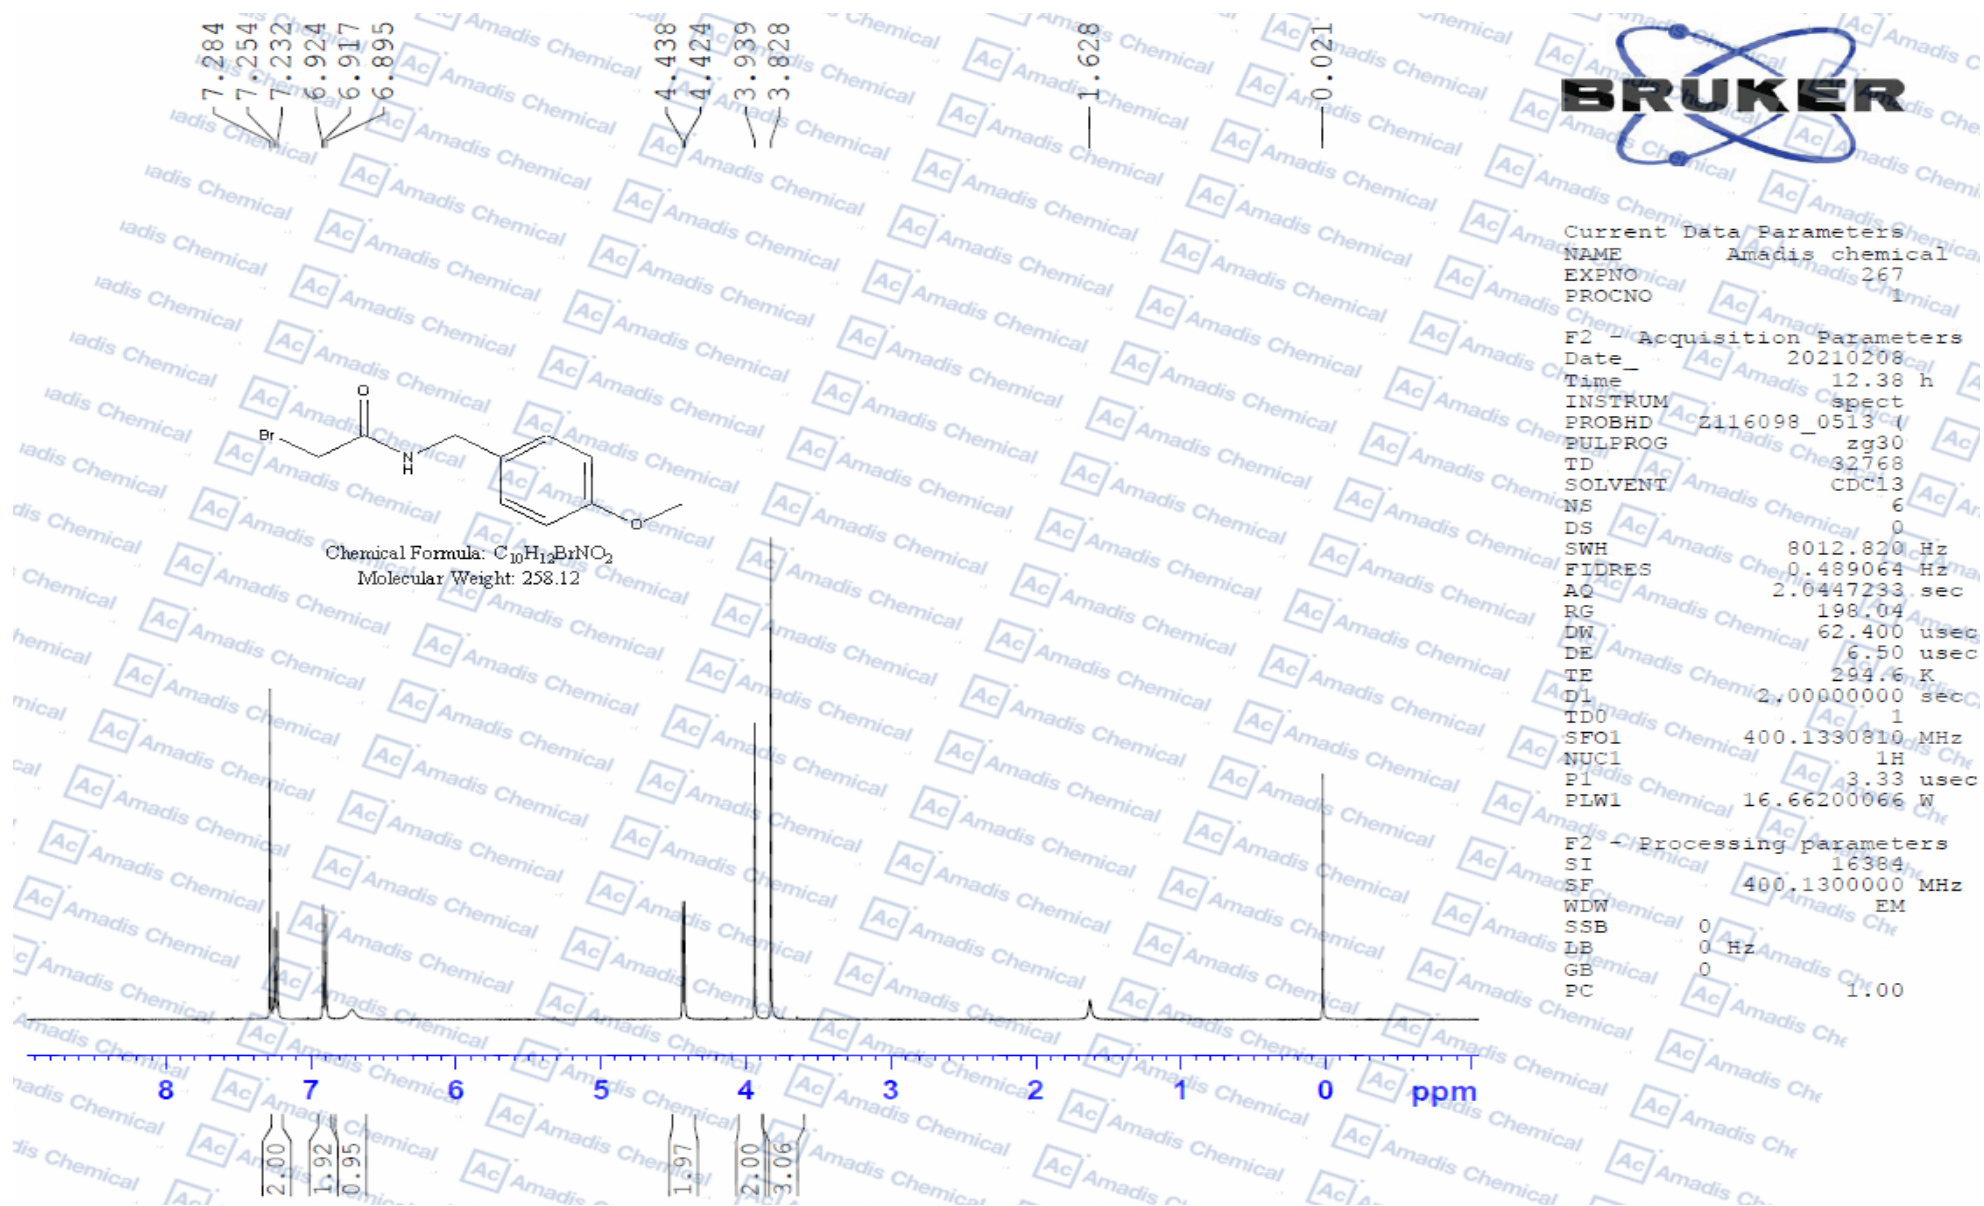 7.284
7.254
7.232
6.924
6.917
6.895
4.438
4.424
3.939
3.828
1.628
-0.021
BRUKER
Current Data Parameters
NAME Amadis chemical
EXPNO 267
PROCNO 1
F2 - Acquisition Parameters
Date_ 20210208
Time 12.38 h
INSTRUM spect
PROBHD Z116098_0513 (
PULPROG zg30
TD 32768
SOLVENT CDCl3
NS 6
DS 0
SWH 8012.820 Hz
FIDRES 0.489064 Hz
AQ 2.0447233 sec
RG 198.04
DW 62.400 usec
DE 6.50 usec
TE 294.6 K
D1 2.00000000 sec
TD0 1
SFO1 400.1330810 MHz
NUC1 1H
P1 3.33 usec
PLW1 16.66200066 W
F2 - Processing parameters
SI 16384
SF 400.1300000 MHz
WDW EM
SSB 0
LB 0 Hz
GB 0
PC 1.00
O
Br
N
H
O
Chemical Formula: C10H12BrNO2
Molecular Weight: 258.12
8 7 6 5 4 3 2 1 0 ppm
2.00
1.92
0.95
1.97
2.00
3.06
Ac Amadis Chemical